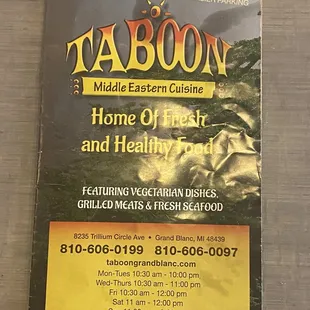 PARKING
TABOON
Middle Eastern Cuisine
Home Of Fresh
and Healthy Food
FEATURING VEGETARIAN DISHES,
GRILLED MEATS & FRESH SEAFOOD
8235 Trillium Circle Ave • Grand Blanc, MI 48439
810-606-0199 810-606-0097
taboongrandblanc.com
Mon-Tues 10:30 am - 10:00 pm
Wed-Thurs 10:30 am - 11:00 pm
Fri 10:30 am - 12:00 pm
Sat 11 am - 12:00 pm